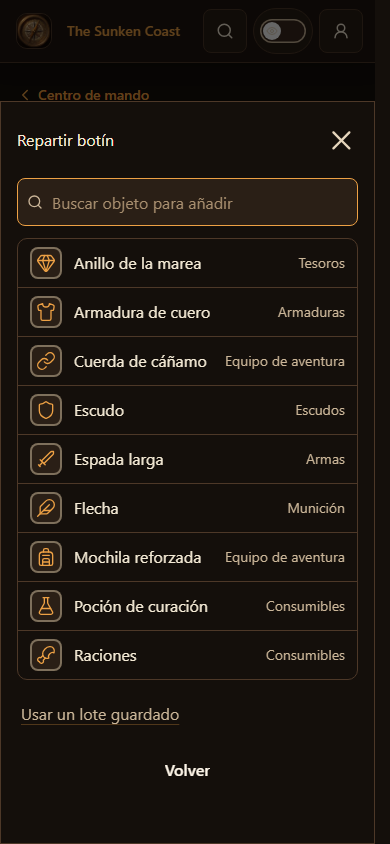 The Sunken Coast
Centro de mando
Repartir botín
Buscar objeto para añadir
Anillo de la marea Tesoros
Armadura de cuero Armaduras
Cuerda de cáñamo Equipo de aventura
Escudo Escudos
Espada larga Armas
Flecha Munición
Mochila reforzada Equipo de aventura
Poción de curación Consumibles
Raciones Consumibles
Usar un lote guardado
Volver